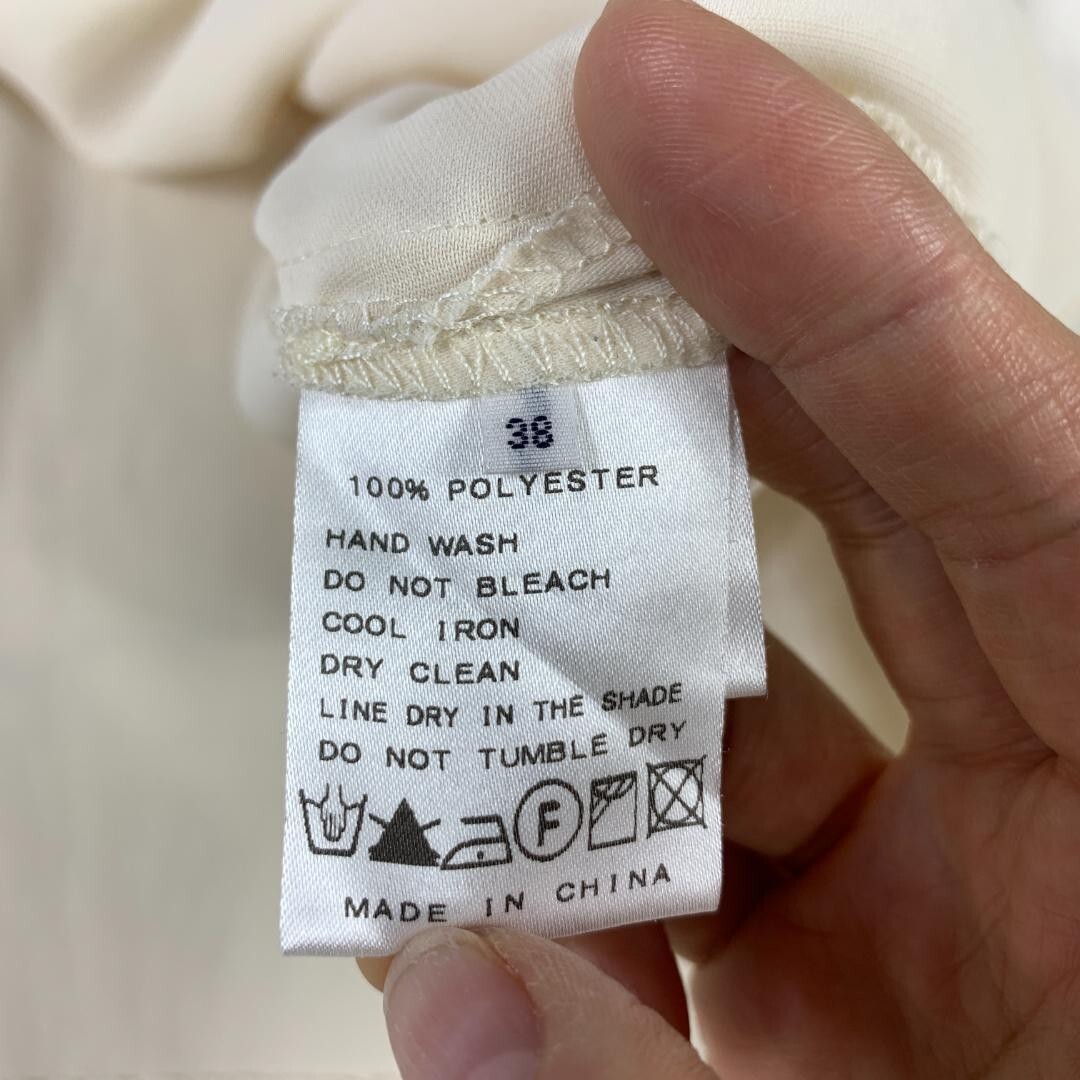 38
100% POLYESTER
HAND WASH
DO NOT BLEACH
COOL IRON
DRY CLEAN
LINE DRY IN THE SHADE
DO NOT TUMBLE DRY
F
MADE IN CHINA